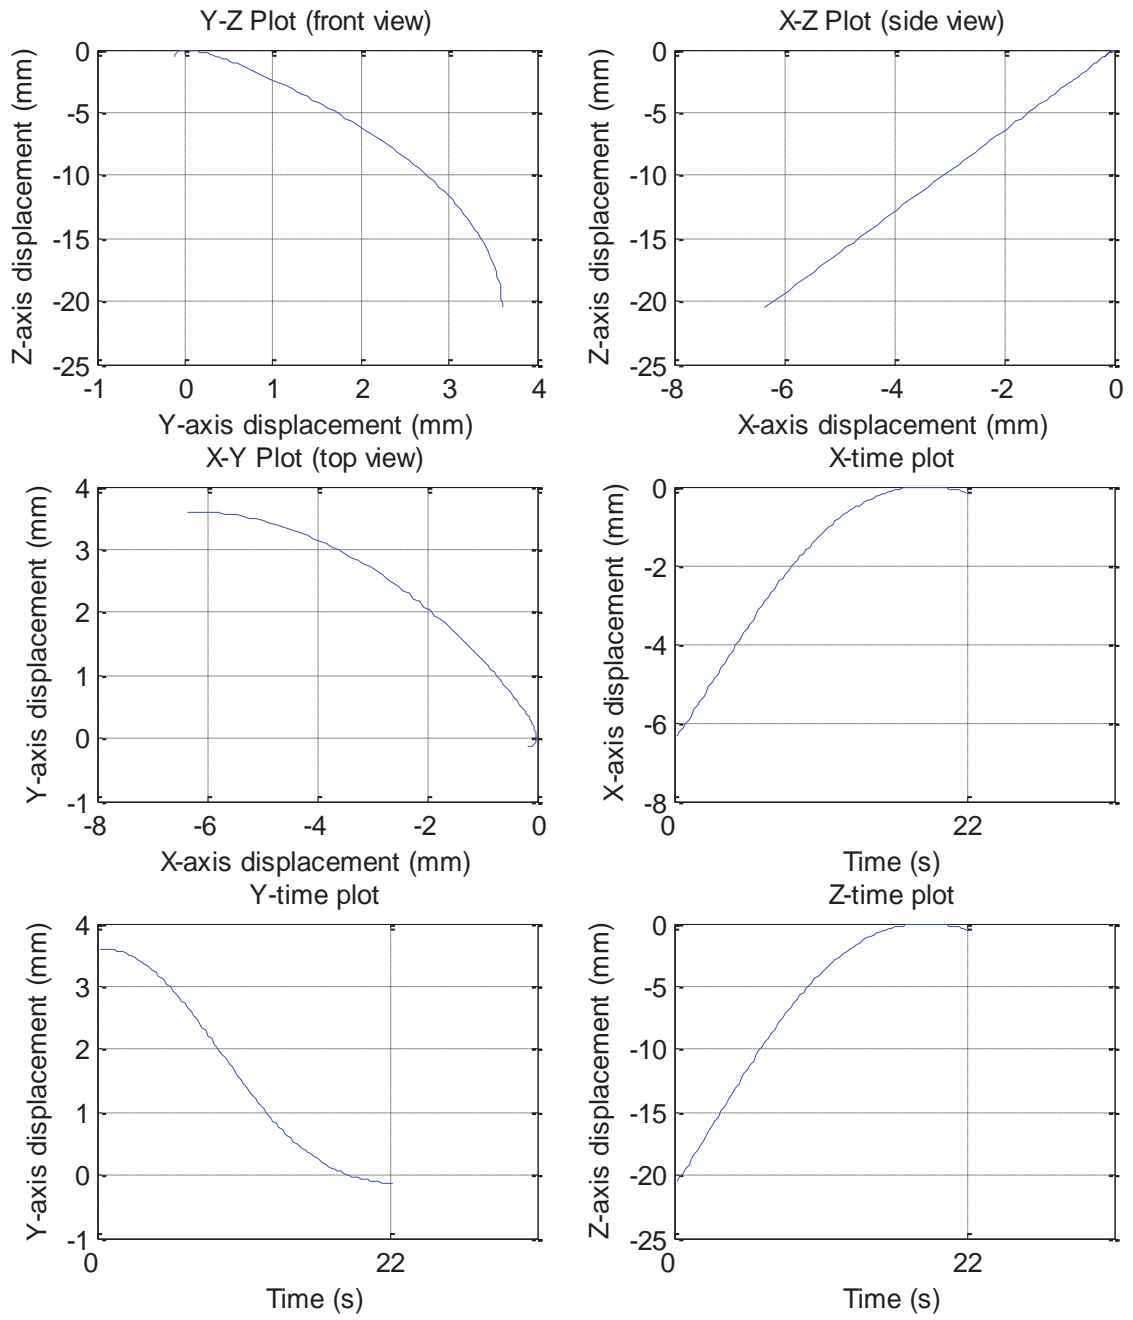 Y-Z Plot (front view)
0
-5
-10
-15
-20
-25
-1 0 1 2 3 4
Z-axis displacement (mm)
Y-axis displacement (mm)
X-Z Plot (side view)
0
-5
-10
-15
-20
-25
-8 -6 -4 -2 0
Z-axis displacement (mm)
X-axis displacement (mm)
X-Y Plot (top view)
4
3
2
1
0
-1
-8 -6 -4 -2 0
Y-axis displacement (mm)
X-axis displacement (mm)
X-time plot
0
-2
-4
-6
-8
0 22
X-axis displacement (mm)
Time (s)
Y-time plot
4
3
2
1
0
-1
0 22
Y-axis displacement (mm)
Time (s)
Z-time plot
0
-5
-10
-15
-20
-25
0 22
Z-axis displacement (mm)
Time (s)